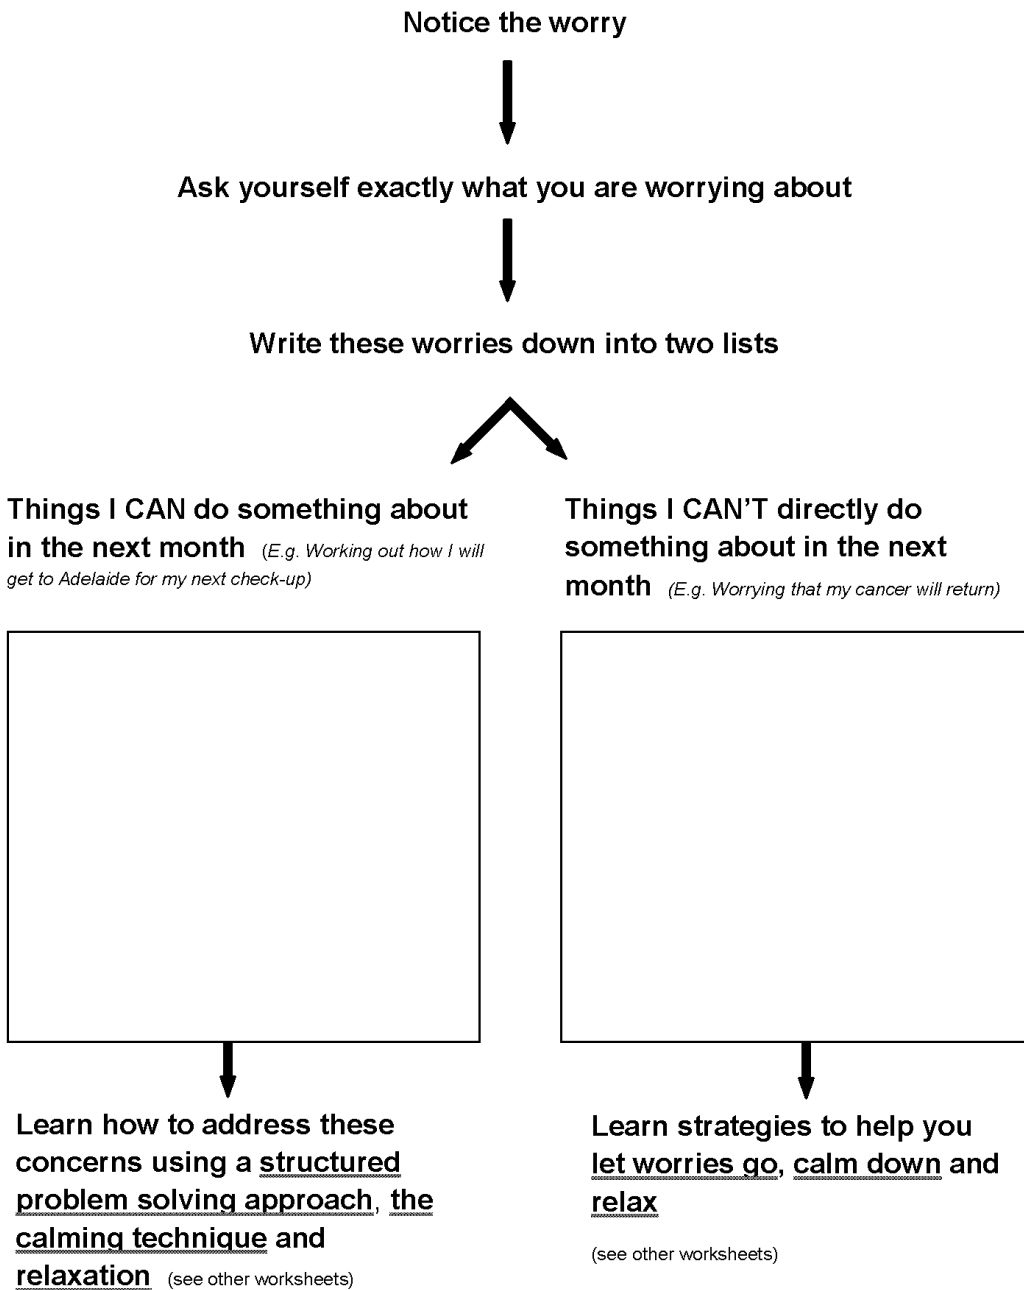 Notice the worry
Ask yourself exactly what you are worrying about
Write these worries down into two lists
Things I CAN do something about
in the next month (E.g. Working out how I will
get to Adelaide for my next check-up)
Things I CAN'T directly do
something about in the next
month (E.g. Worrying that my cancer will return)
Learn how to address these
concerns using a structured
problem solving approach, the
calming technique and
relaxation (see other worksheets)
Learn strategies to help you
let worries go, calm down and
relax
(see other worksheets)